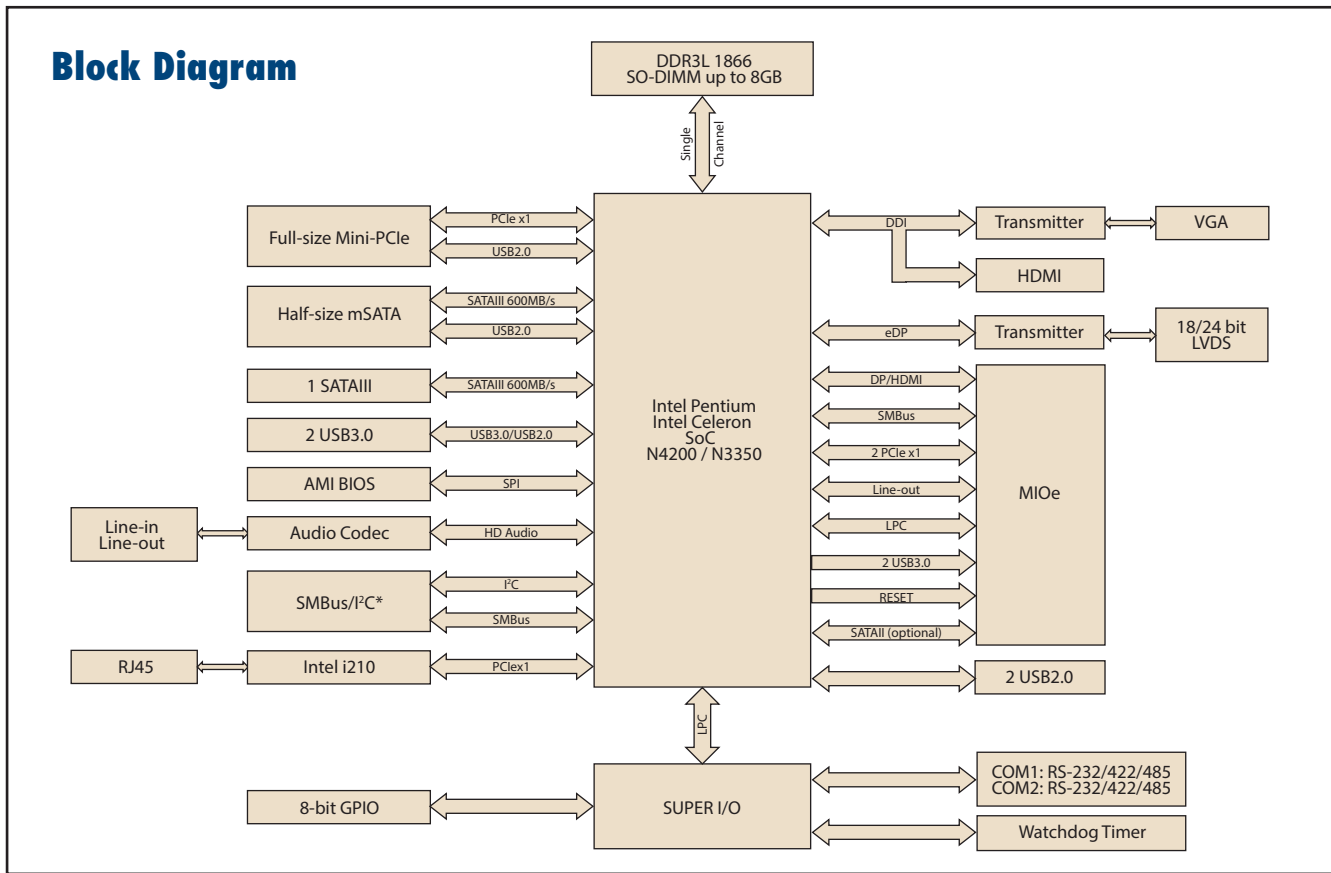 Block Diagram
DDR3L 1866
SO-DIMM up to 8GB
Single
Channel
Full-size Mini-PCIe
PCIe x1
USB2.0
Half-size mSATA
SATAIII 600MB/s
USB2.0
1 SATAIII
SATAIII 600MB/s
2 USB3.0
USB3.0/USB2.0
AMI BIOS
SPI
Line-in
Line-out
Audio Codec
HD Audio
SMBus/I²C*
I²C
SMBus
RJ45
Intel i210
PCIex1
Intel Pentium
Intel Celeron
SoC
N4200 / N3350
DDI
Transmitter
VGA
HDMI
eDP
Transmitter
18/24 bit
LVDS
DP/HDMI
SMBus
2 PCIe x1
Line-out
LPC
2 USB3.0
RESET
SATAII (optional)
MIOe
2 USB2.0
LPC
8-bit GPIO
SUPER I/O
COM1: RS-232/422/485
COM2: RS-232/422/485
Watchdog Timer